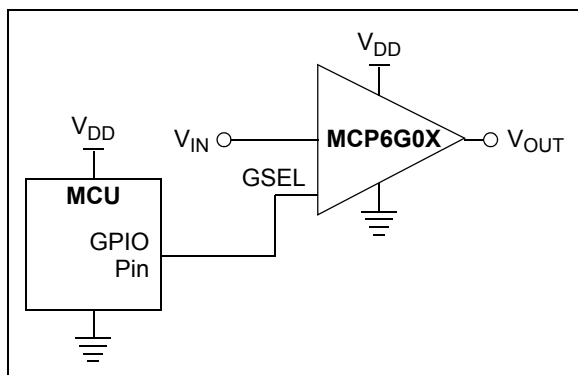 VDD
VIN
MCP6G0X
VOUT
GSEL
VDD
MCU
GPIO
Pin